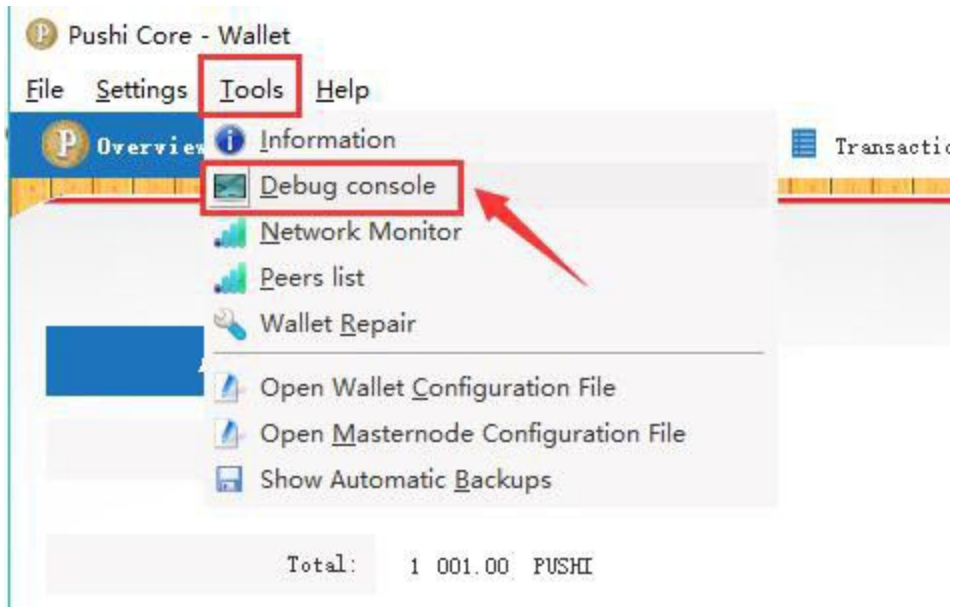 Pushi Core - Wallet
File Settings Tools Help
Overview
Information
Transactio
Debug console
Network Monitor
Peers list
Wallet Repair
Open Wallet Configuration File
Open Masternode Configuration File
Show Automatic Backups
Total: 1 001.00 PUSHI